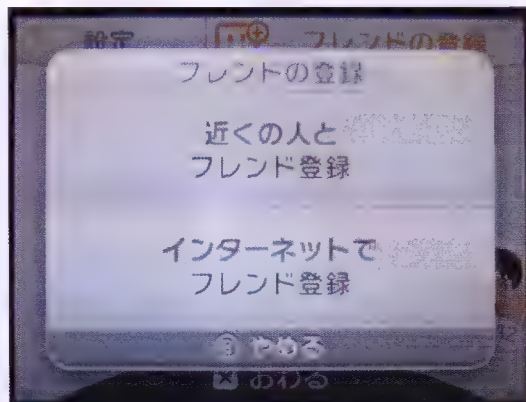 設定 フレンドの登録
フレンドの登録
近くの人と
フレンド登録
インターネットで
フレンド登録
Ⓑ やめる
☒ おわる